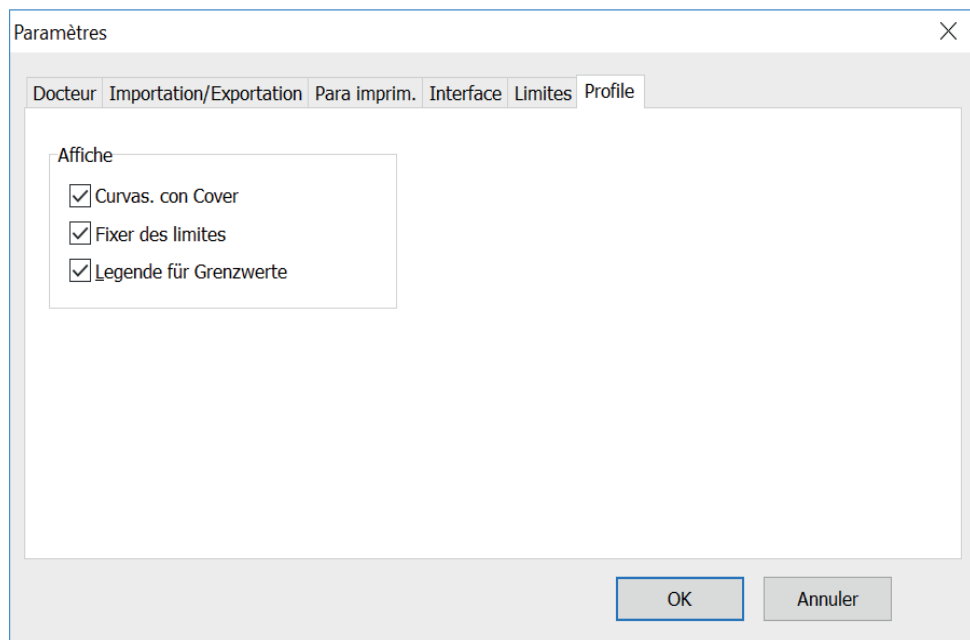 Paramètres
Docteur Importation/Exportation Para imprim. Interface Limites Profile
Affiche
Curvas. con Cover
Fixer des limites
Legende für Grenzwerte
OK Annuler